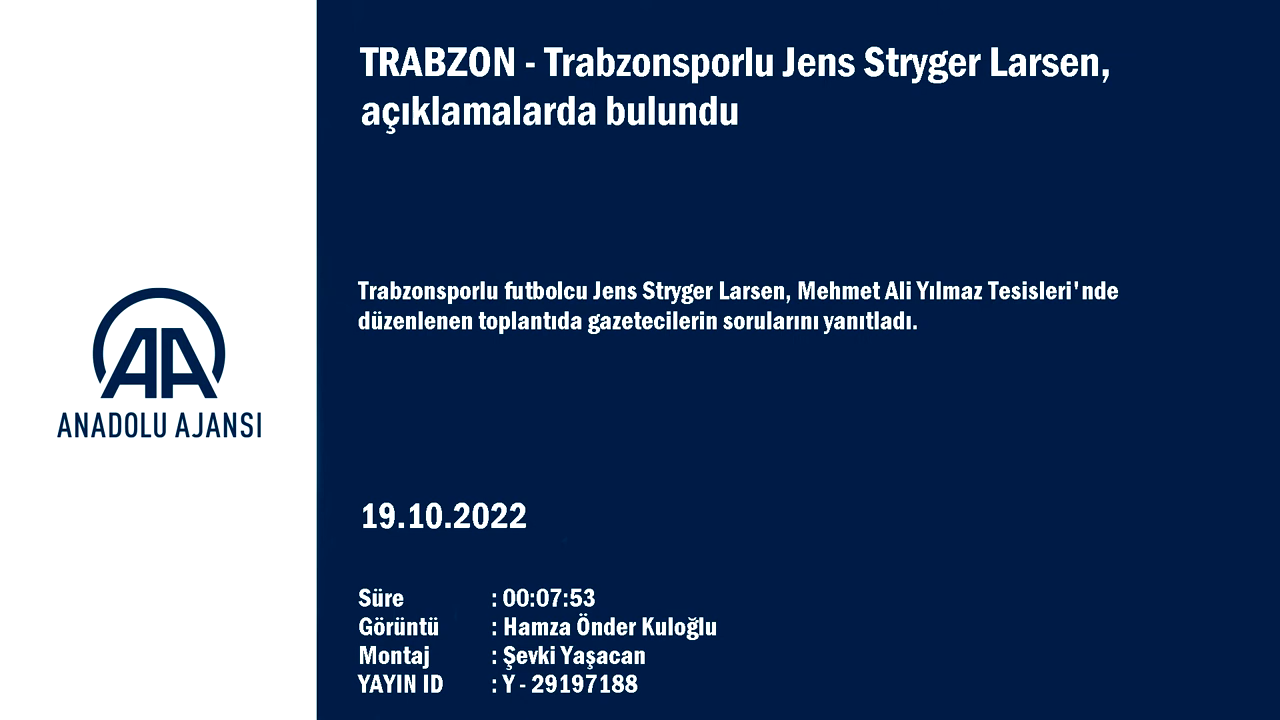 TRABZON - Trabzonsporlu Jens Stryger Larsen,
açıklamalarda bulundu
Trabzonsporlu futbolcu Jens Stryger Larsen, Mehmet Ali Yılmaz Tesisleri'nde
düzenlenen toplantıda gazetecilerin sorularını yanıtladı.
AA
ANADOLU AJANSI
19.10.2022
Süre : 00:07:53
Görüntü : Hamza Önder Kuloğlu
Montaj : Şevki Yaşacan
YAYIN ID : Y - 29197188